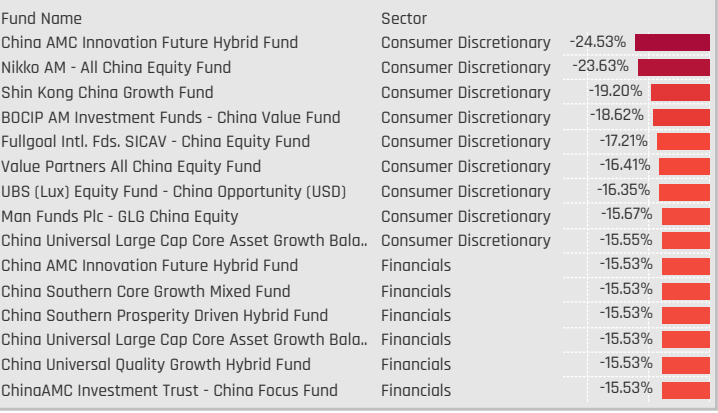 Fund Name Sector
China AMC Innovation Future Hybrid Fund Consumer Discretionary -24.53%
Nikko AM - All China Equity Fund Consumer Discretionary -23.63%
Shin Kong China Growth Fund Consumer Discretionary -19.20%
BOCIP AM Investment Funds - China Value Fund Consumer Discretionary -18.62%
Fullgoal Intl. Fds. SICAV - China Equity Fund Consumer Discretionary -17.21%
Value Partners All China Equity Fund Consumer Discretionary -16.41%
UBS (Lux) Equity Fund - China Opportunity (USD) Consumer Discretionary -16.35%
Man Funds Plc - GLG China Equity Consumer Discretionary -15.67%
China Universal Large Cap Core Asset Growth Bala.. Consumer Discretionary -15.55%
China AMC Innovation Future Hybrid Fund Financials -15.53%
China Southern Core Growth Mixed Fund Financials -15.53%
China Southern Prosperity Driven Hybrid Fund Financials -15.53%
China Universal Large Cap Core Asset Growth Bala.. Financials -15.53%
China Universal Quality Growth Hybrid Fund Financials -15.53%
ChinaAMC Investment Trust - China Focus Fund Financials -15.53%